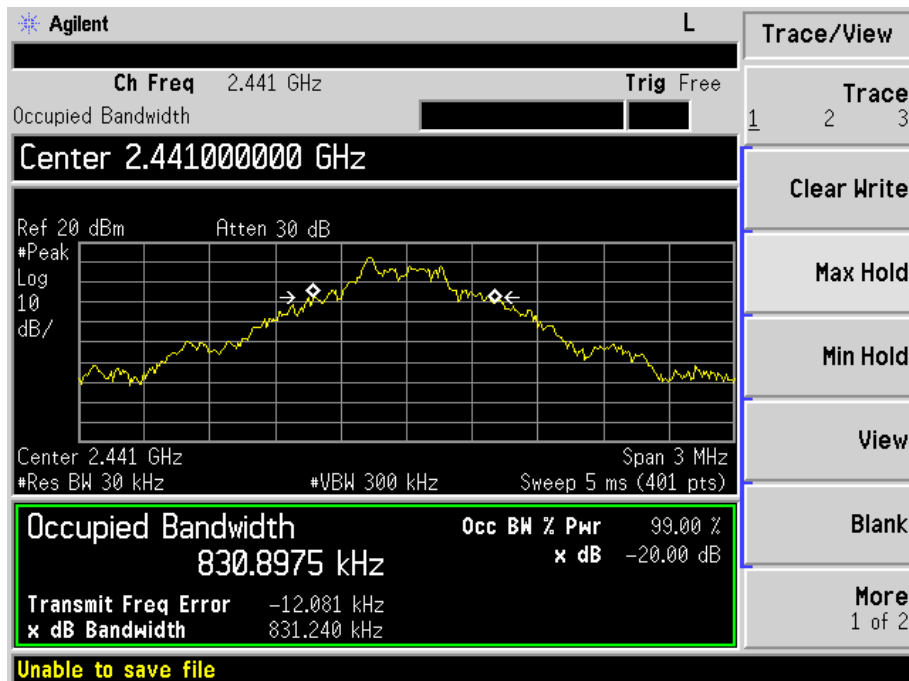 Agilent
L
Trace/View
Ch Freq 2.441 GHz
Trig Free
Occupied Bandwidth
Trace
1 2 3
Center 2.441000000 GHz
Clear Write
Ref 20 dBm
Atten 30 dB
#Peak
Log
10
dB/
Max Hold
Min Hold
View
Center 2.441 GHz
Span 3 MHz
#Res BW 30 kHz
#VBW 300 kHz
Sweep 5 ms (401 pts)
Occupied Bandwidth
830.8975 kHz
Occ BW % Pwr 99.00 %
x dB -20.00 dB
Blank
Transmit Freq Error -12.081 kHz
x dB Bandwidth 831.240 kHz
More
1 of 2
Unable to save file